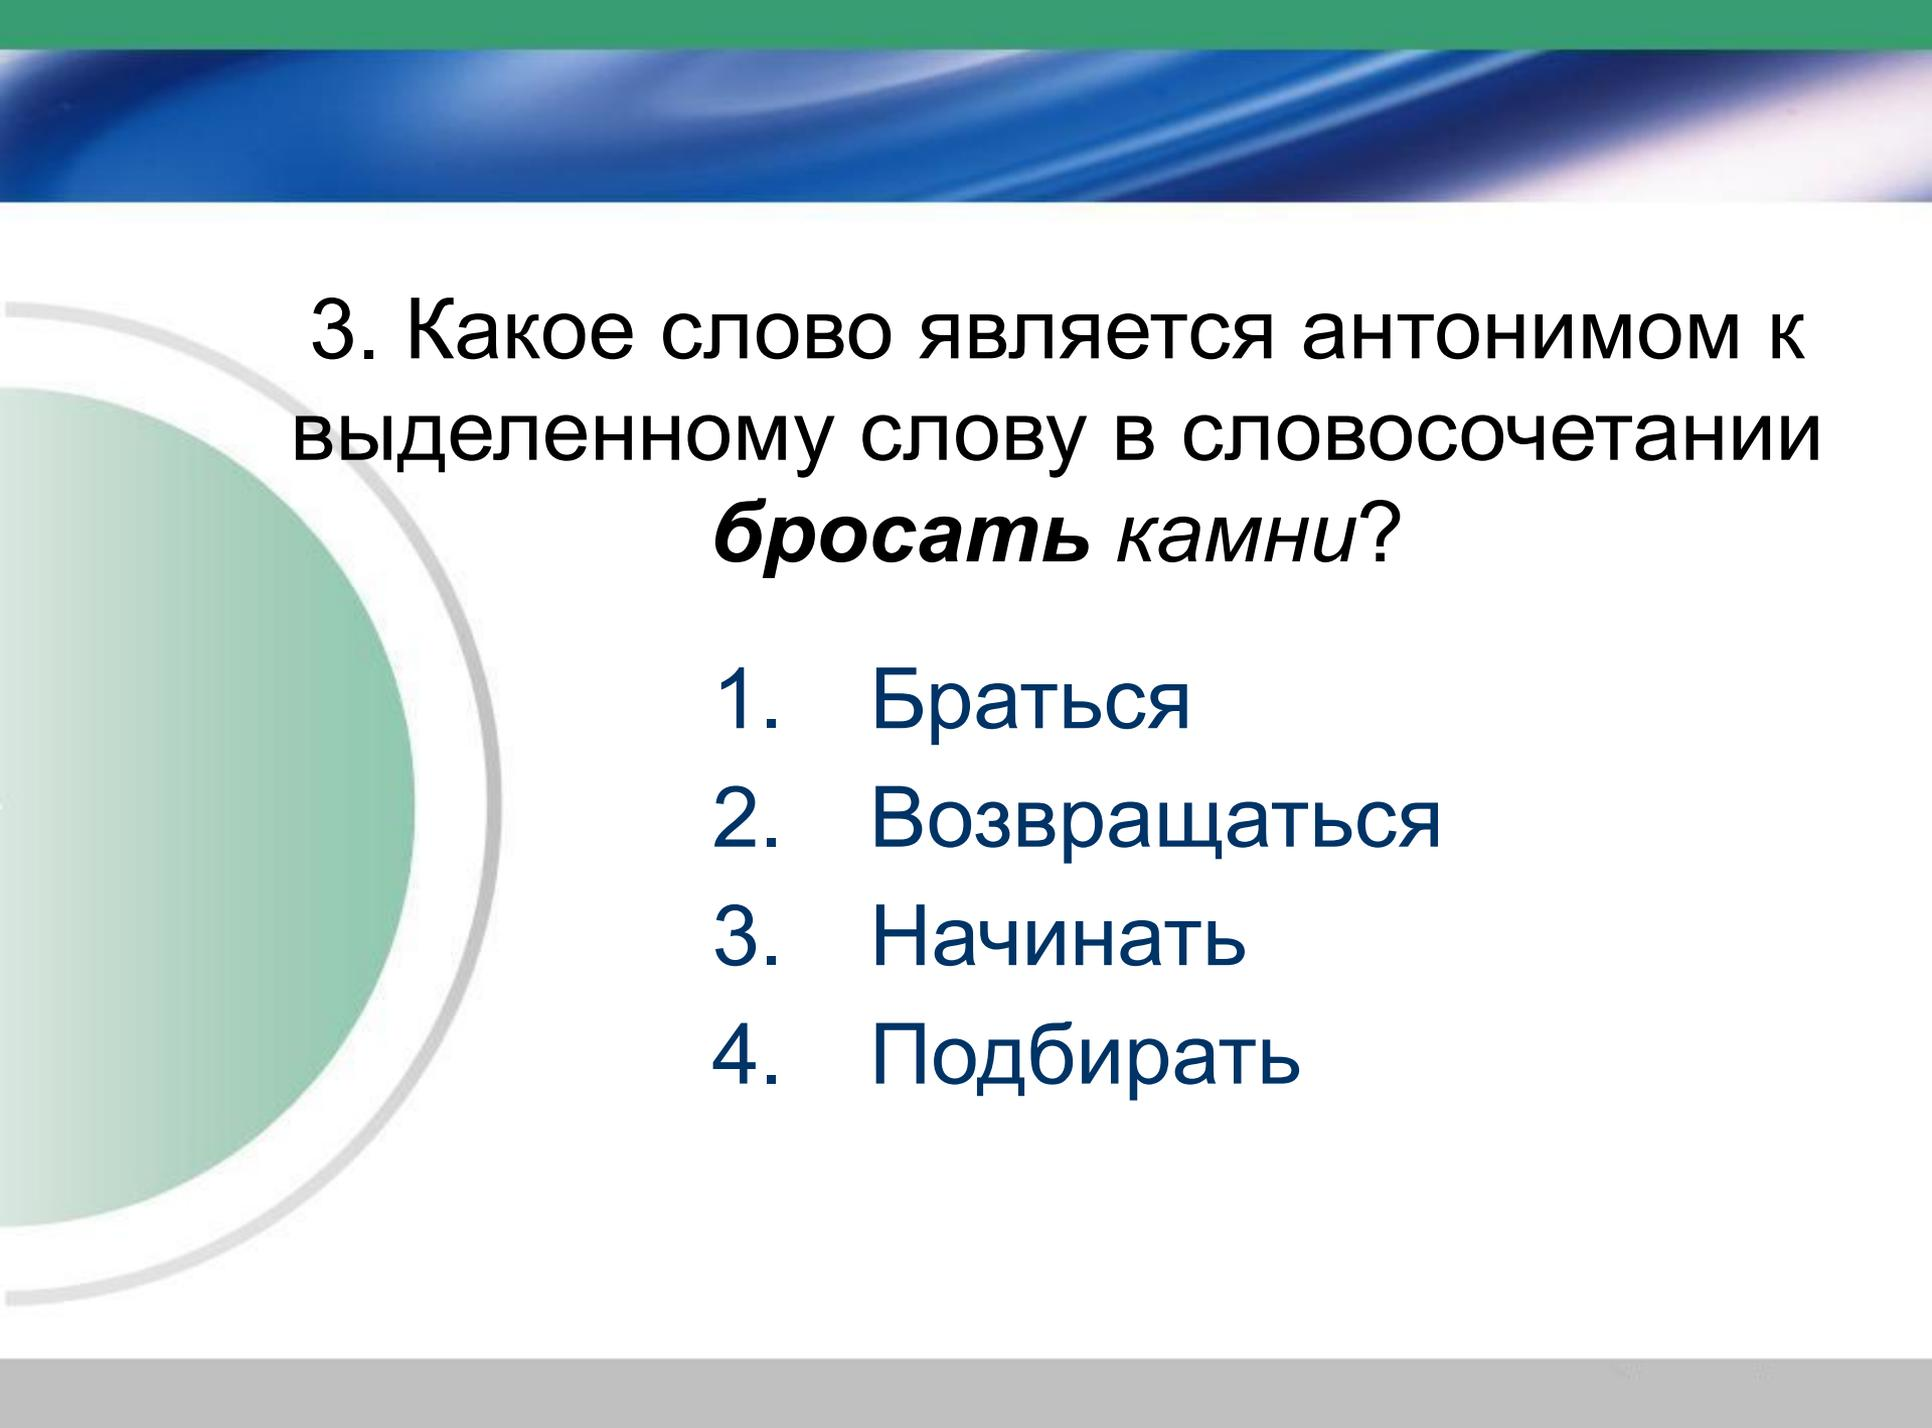 3. Какое слово является антонимом к
выделенному слову в словосочетании
бросать камни?
1. Браться
2. Возвращаться
3. Начинать
4. Подбирать